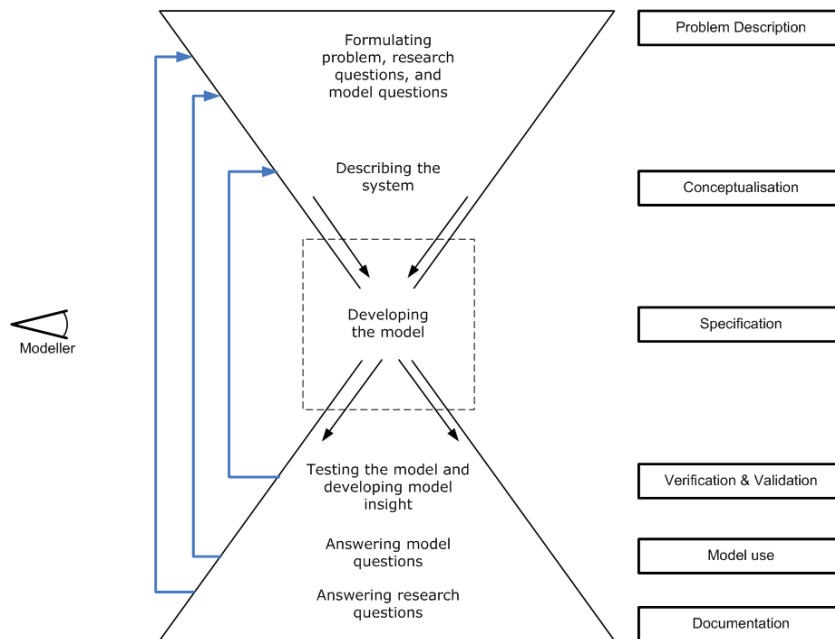 Formulating
problem, research
questions, and
model questions
Problem Description
Describing the
system
Conceptualisation
Developing
the model
Specification
Modeller
Testing the model and
developing model
insight
Verification & Validation
Answering model
questions
Model use
Answering research
questions
Documentation